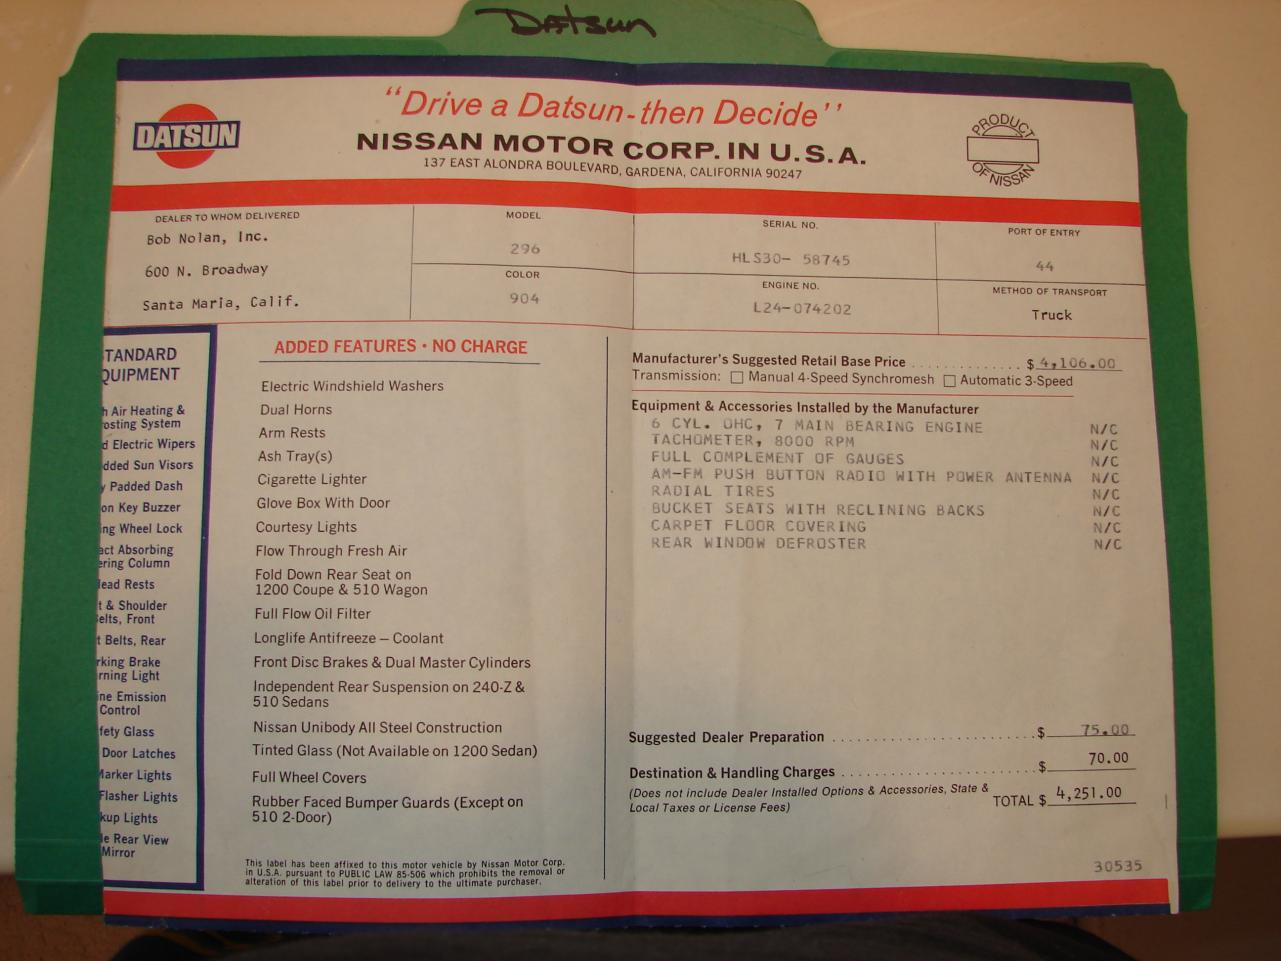 Datsun
"Drive a Datsun-then Decide"
DATSUN
NISSAN MOTOR CORP. IN U.S.A.
137 EAST ALONDRA BOULEVARD, GARDENA, CALIFORNIA 90247
PRODUCT
OF NISSAN
DEALER TO WHOM DELIVERED
Bob Nolan, Inc.
600 N. Broadway
Santa Maria, Calif.
MODEL
296
COLOR
904
SERIAL NO.
HLS30- 58745
ENGINE NO.
L24-074202
PORT OF ENTRY
44
METHOD OF TRANSPORT
Truck
TANDARD
QUIPMENT
h Air Heating &
osting System
d Electric Wipers
dded Sun Visors
y Padded Dash
on Key Buzzer
ng Wheel Lock
act Absorbing
ering Column
ead Rests
t & Shoulder
elts, Front
t Belts, Rear
rking Brake
rning Light
ine Emission
Control
fety Glass
Door Latches
Marker Lights
Flasher Lights
kup Lights
le Rear View
Mirror
ADDED FEATURES • NO CHARGE
Electric Windshield Washers
Dual Horns
Arm Rests
Ash Tray(s)
Cigarette Lighter
Glove Box With Door
Courtesy Lights
Flow Through Fresh Air
Fold Down Rear Seat on
1200 Coupe & 510 Wagon
Full Flow Oil Filter
Longlife Antifreeze – Coolant
Front Disc Brakes & Dual Master Cylinders
Independent Rear Suspension on 240-Z &
510 Sedans
Nissan Unibody All Steel Construction
Tinted Glass (Not Available on 1200 Sedan)
Full Wheel Covers
Rubber Faced Bumper Guards (Except on
510 2-Door)
This label has been affixed to this motor vehicle by Nissan Motor Corp.
in U.S.A. pursuant to PUBLIC LAW 85-506 which prohibits the removal or
alteration of this label prior to delivery to the ultimate purchaser.
Manufacturer's Suggested Retail Base Price . . . . . . . . . . . . $ 4,106.00
Transmission: ☐ Manual 4-Speed Synchromesh ☐ Automatic 3-Speed
Equipment & Accessories Installed by the Manufacturer
6 CYL. OHC, 7 MAIN BEARING ENGINE N/C
TACHOMETER, 8000 RPM N/C
FULL COMPLEMENT OF GAUGES N/C
AM-FM PUSH BUTTON RADIO WITH POWER ANTENNA N/C
RADIAL TIRES N/C
BUCKET SEATS WITH RECLINING BACKS N/C
CARPET FLOOR COVERING N/C
REAR WINDOW DEFROSTER N/C
Suggested Dealer Preparation . . . . . . . . . . . . $ 75.00
Destination & Handling Charges . . . . . . . . . . . . $ 70.00
(Does not include Dealer Installed Options & Accessories, State &
Local Taxes or License Fees)
TOTAL $ 4,251.00
30535